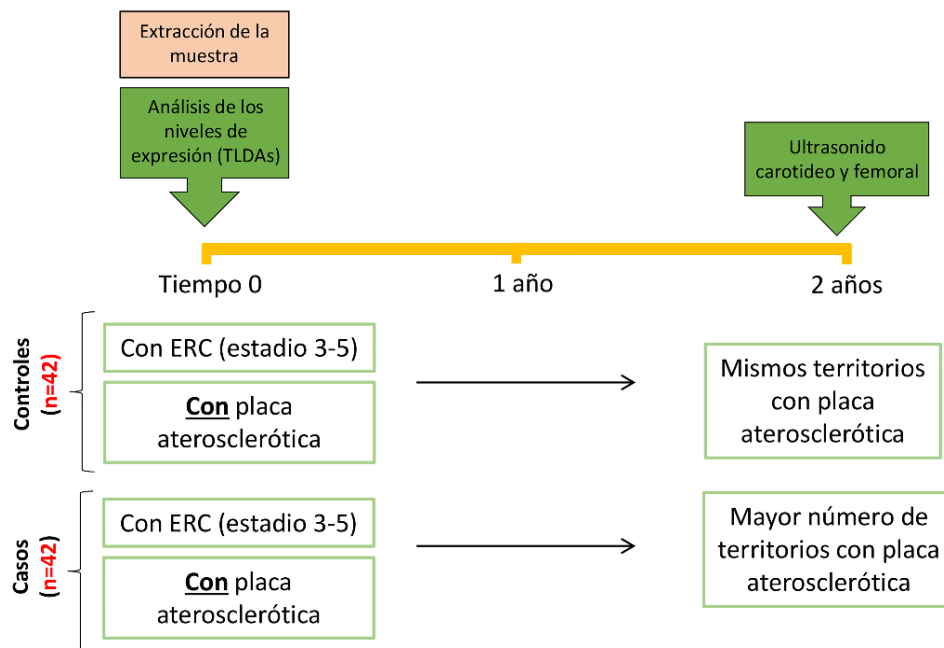 Extracción de la
muestra
Análisis de los
niveles de
expresión (TLDAs)
Ultrasonido
carotideo y femoral
Tiempo 0
1 año
2 años
Controles
(n=42)
Con ERC (estadio 3-5)
Con placa
aterosclerótica
Mismos territorios
con placa
aterosclerótica
Casos
(n=42)
Con ERC (estadio 3-5)
Con placa
aterosclerótica
Mayor número de
territorios con placa
aterosclerótica